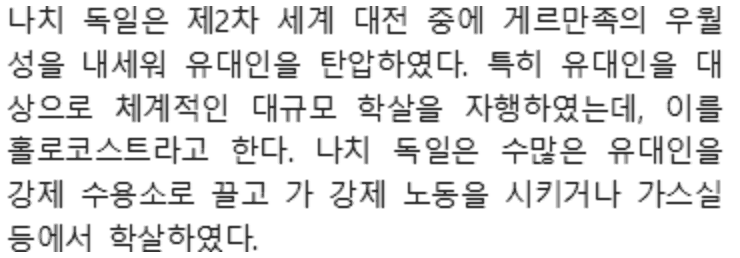 나치 독일은 제2차 세계 대전 중에 게르만족의 우월
성을 내세워 유대인을 탄압하였다. 특히 유대인을 대
상으로 체계적인 대규모 학살을 자행하였는데, 이를
홀로코스트라고 한다. 나치 독일은 수많은 유대인을
강제 수용소로 끌고 가 강제 노동을 시키거나 가스실
등에서 학살하였다.